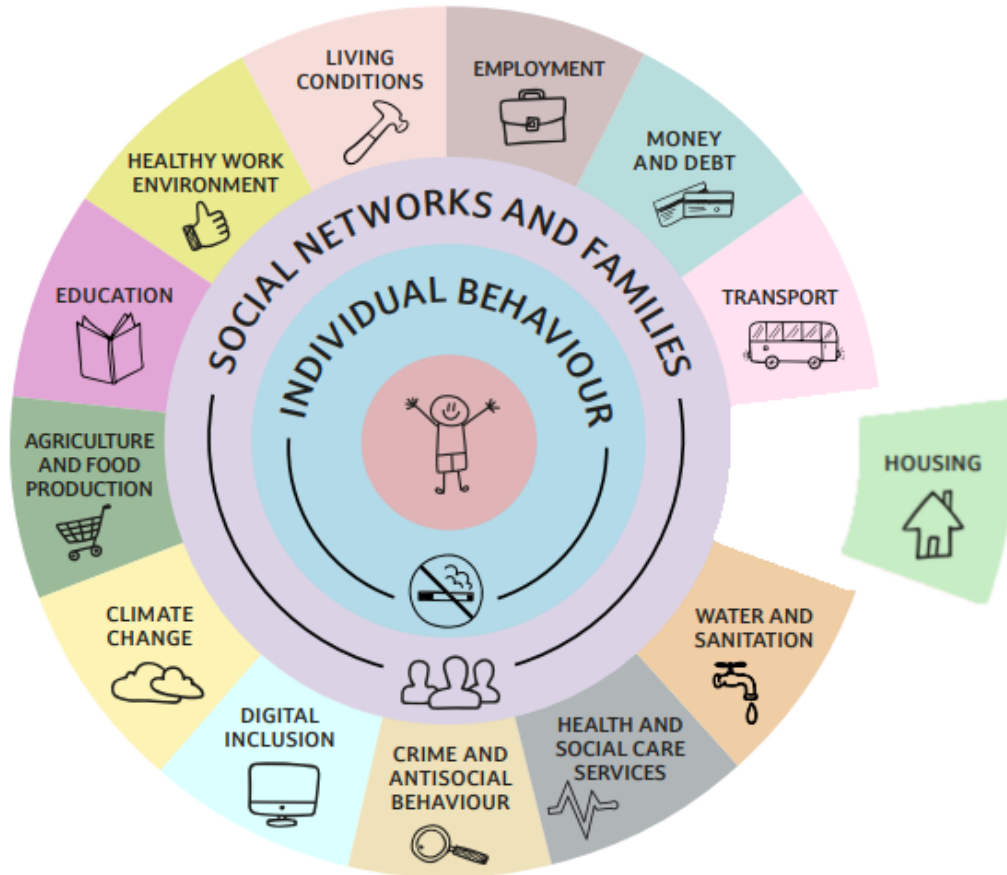 LIVING
CONDITIONS
EMPLOYMENT
MONEY
AND DEBT
TRANSPORT
HOUSING
WATER AND
SANITATION
HEALTH AND
SOCIAL CARE
SERVICES
CRIME AND
ANTISOCIAL
BEHAVIOUR
DIGITAL
INCLUSION
CLIMATE
CHANGE
AGRICULTURE
AND FOOD
PRODUCTION
EDUCATION
HEALTHY WORK
ENVIRONMENT
SOCIAL NETWORKS AND FAMILIES
INDIVIDUAL BEHAVIOUR